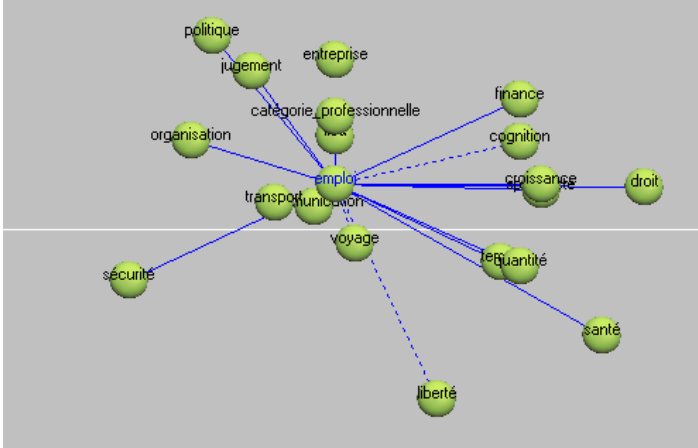 politique
entreprise
jugement
finance
catégorie_professionnelle
organisation
cognition
emploi
croissance
droit
transport
voyage
quantité
sécurité
santé
liberté